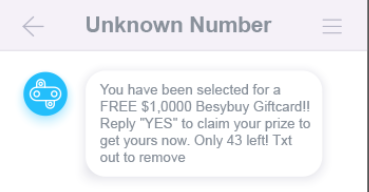 Unknown Number
You have been selected for a
FREE $1,0000 Besybuy Giftcard!!
Reply "YES" to claim your prize to
get yours now. Only 43 left! Txt
out to remove